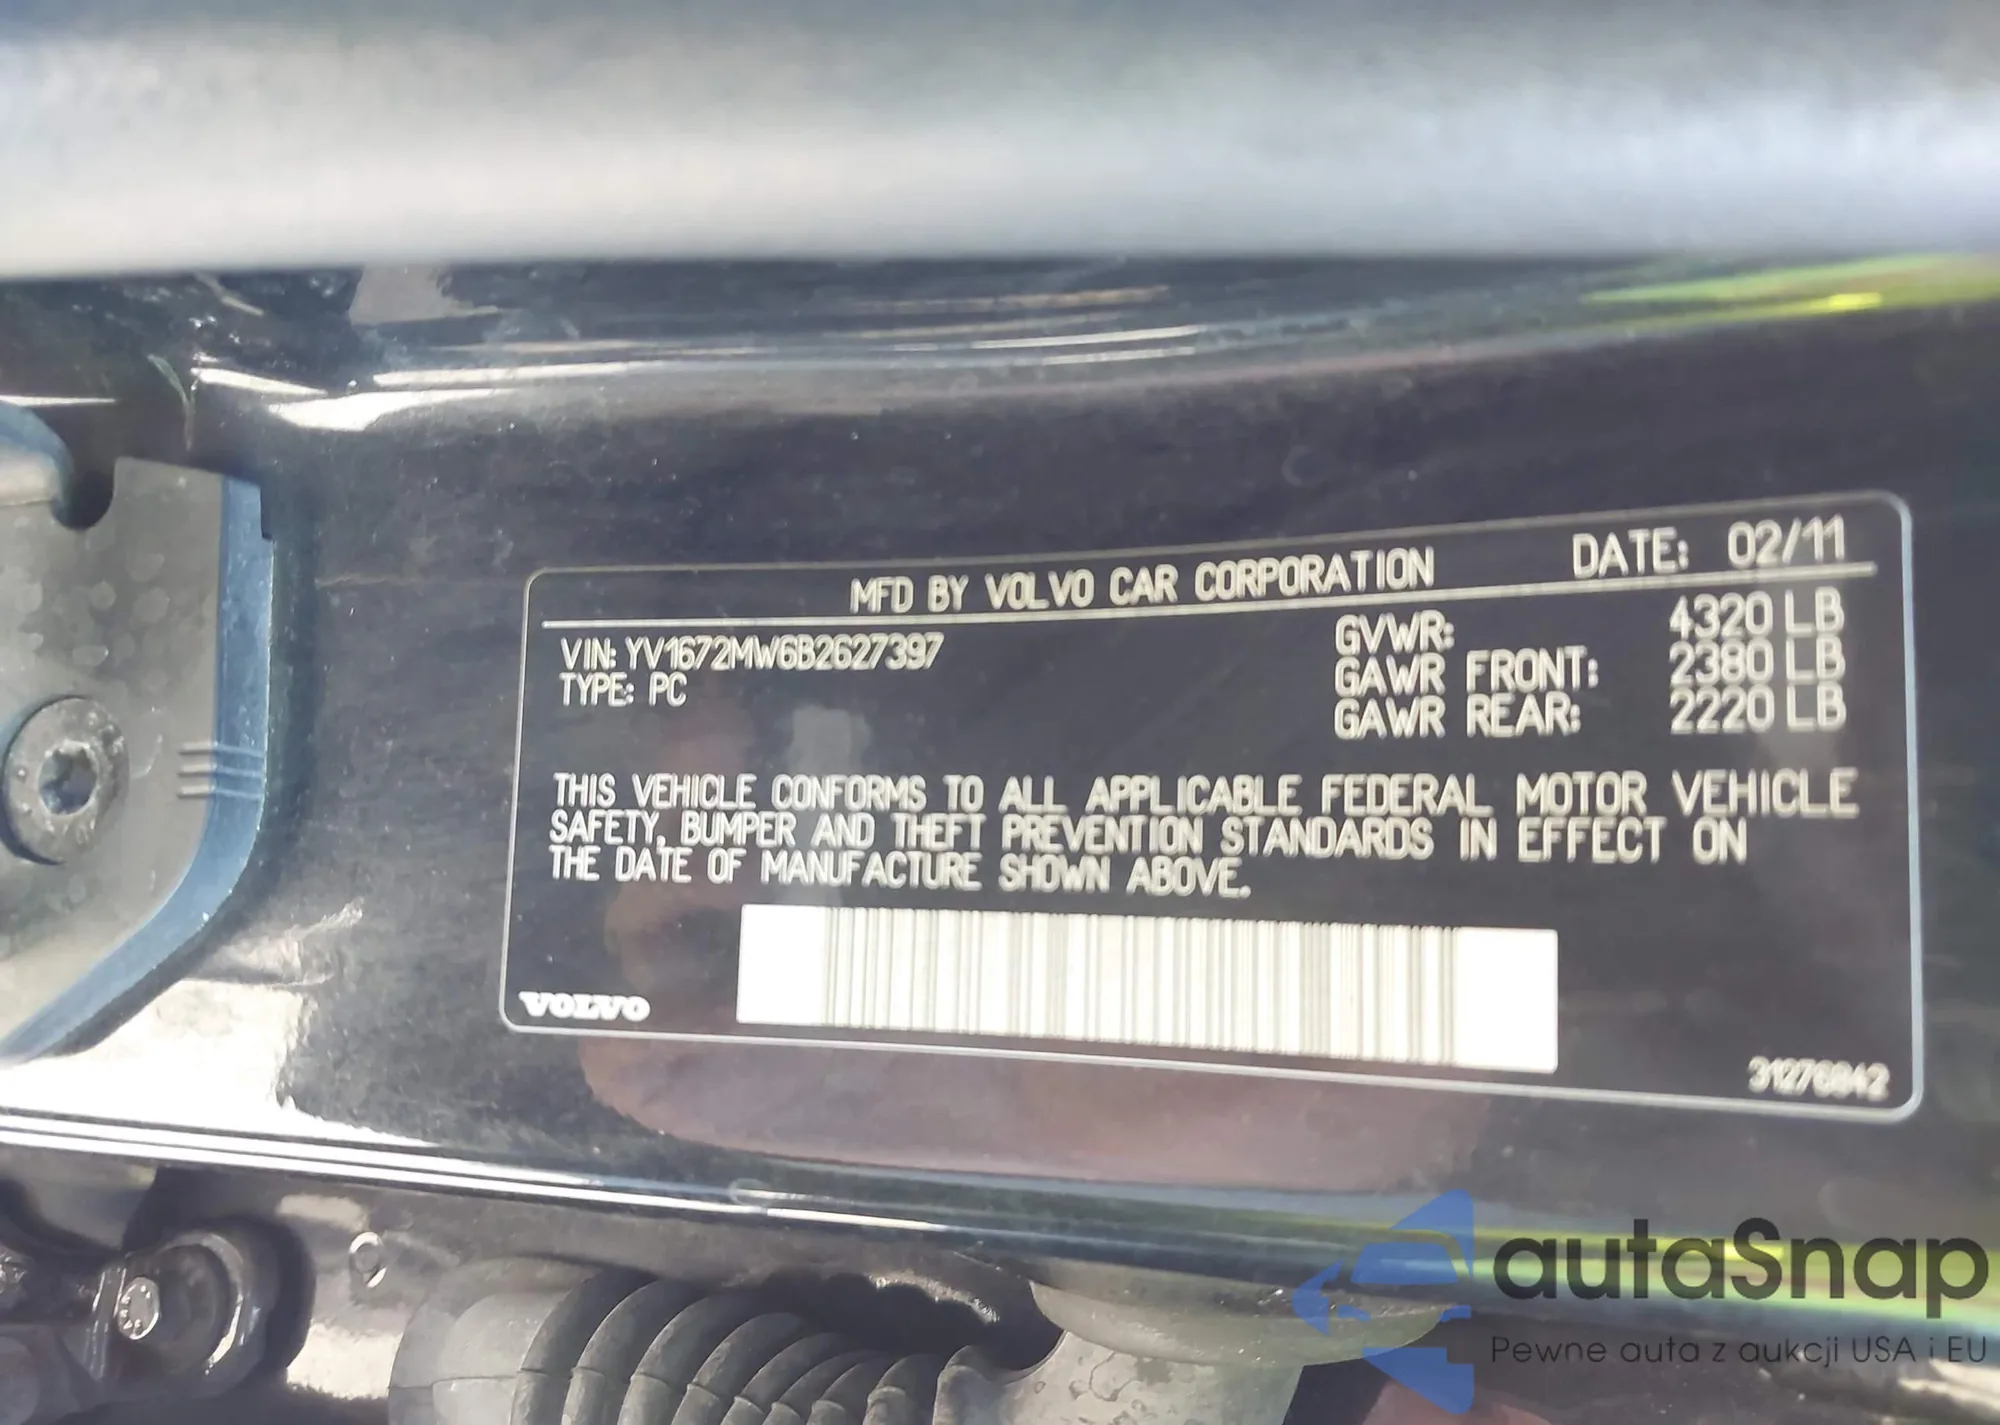 MFD BY VOLVO CAR CORPORATION DATE: 02/11
VIN: YV1672MW6B2627397 GVWR: 4320 LB
TYPE: PC GAWR FRONT: 2380 LB
GAWR REAR: 2220 LB
THIS VEHICLE CONFORMS TO ALL APPLICABLE FEDERAL MOTOR VEHICLE
SAFETY, BUMPER AND THEFT PREVENTION STANDARDS IN EFFECT ON
THE DATE OF MANUFACTURE SHOWN ABOVE.
VOLVO
31276842
autaSnap
Pewne auta z aukcji USA i EU